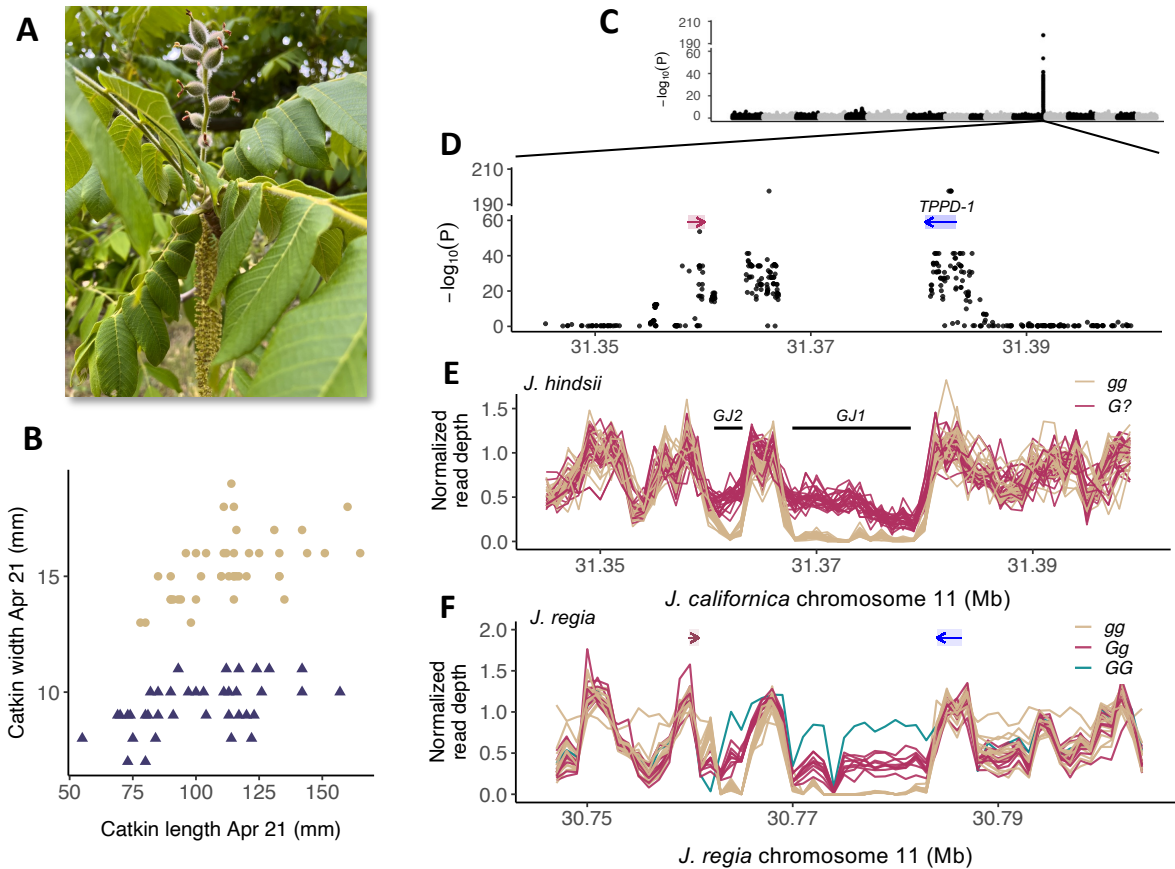 A
B
Catkin width Apr 21 (mm)
15
10
50 75 100 125 150
Catkin length Apr 21 (mm)
C
−log10(P)
210
190
60
40
20
0
D
−log10(P)
210
190
60
40
20
0
TPPD-1
31.35 31.37 31.39
E
J. hindsii
gg
G?
GJ2 GJ1
Normalized
read depth
1.5
1.0
0.5
0.0
31.35 31.37 31.39
J. californica chromosome 11 (Mb)
F
J. regia
gg
Gg
GG
Normalized
read depth
2.0
1.5
1.0
0.5
0.0
30.75 30.77 30.79
J. regia chromosome 11 (Mb)